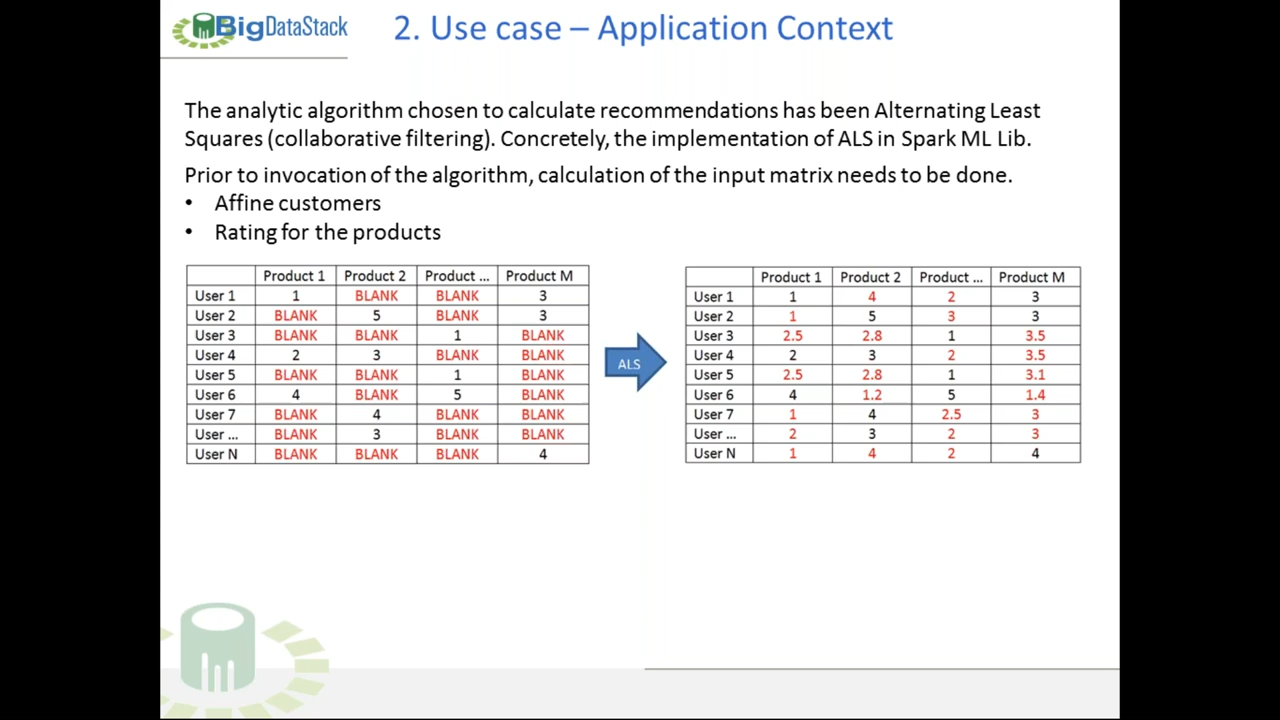 BigDataStack
2. Use case – Application Context
The analytic algorithm chosen to calculate recommendations has been Alternating Least
Squares (collaborative filtering). Concretely, the implementation of ALS in Spark ML Lib.
Prior to invocation of the algorithm, calculation of the input matrix needs to be done.
• Affine customers
• Rating for the products
Product 1 Product 2 Product ... Product M
User 1 1 BLANK BLANK 3
User 2 BLANK 5 BLANK 3
User 3 BLANK BLANK 1 BLANK
User 4 2 3 BLANK BLANK
User 5 BLANK BLANK 1 BLANK
User 6 4 BLANK 5 BLANK
User 7 BLANK 4 BLANK BLANK
User ... BLANK 3 BLANK BLANK
User N BLANK BLANK BLANK 4
ALS
Product 1 Product 2 Product ... Product M
User 1 1 4 2 3
User 2 1 5 3 3
User 3 2.5 2.8 1 3.5
User 4 2 3 2 3.5
User 5 2.5 2.8 1 3.1
User 6 4 1.2 5 1.4
User 7 1 4 2.5 3
User ... 2 3 2 3
User N 1 4 2 4